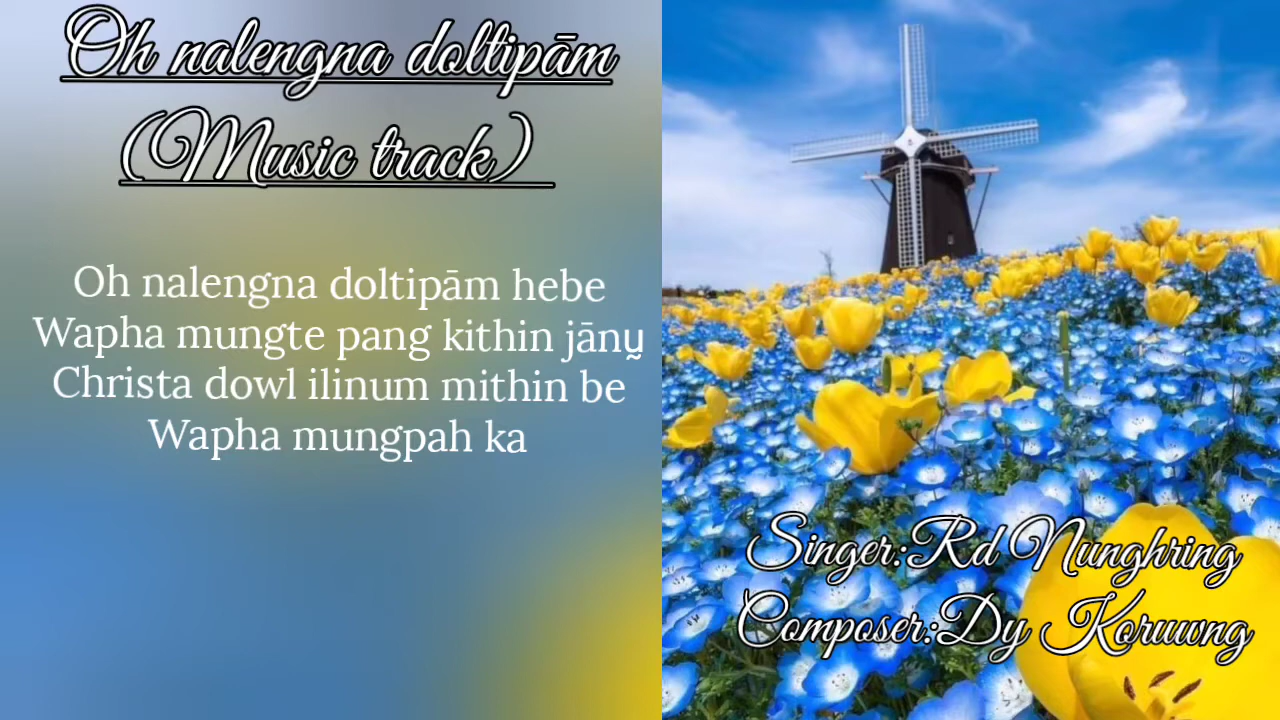 Oh nalengna doltipām
(Music track)
Oh nalengna doltipām hebe
Wapha mungte pang kithin jānṵ
Christa dowl ilinum mithin be
Wapha mungpah ka
Singer:Rd Nunghring
Composer:Dy Koruwng